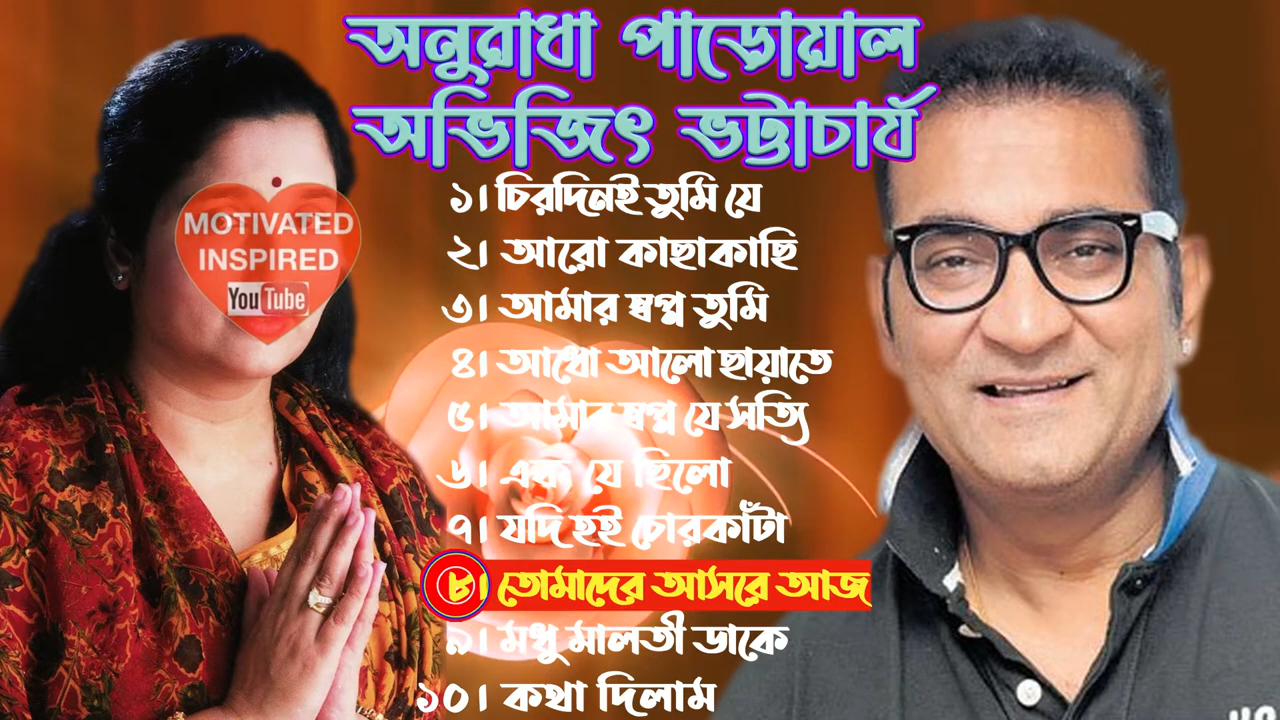 অনুরাধা পাড়োয়াল
অভিজিৎ ভট্টাচার্য
১। চিরদিনই তুমি যে
২। আরো কাছাকাছি
৩। আমার স্বপ্ন তুমি
৪। আধো আলো ছায়াতে
৫। আমার স্বপ্ন যে সত্যি
৬। এক যে ছিলো
৭। যদি হই চোরকাঁটা
৮। তোমাদের আসরে আজ
৯। মধু মালতী ডাকে
১০। কথা দিলাম
MOTIVATED
INSPIRED
YouTube